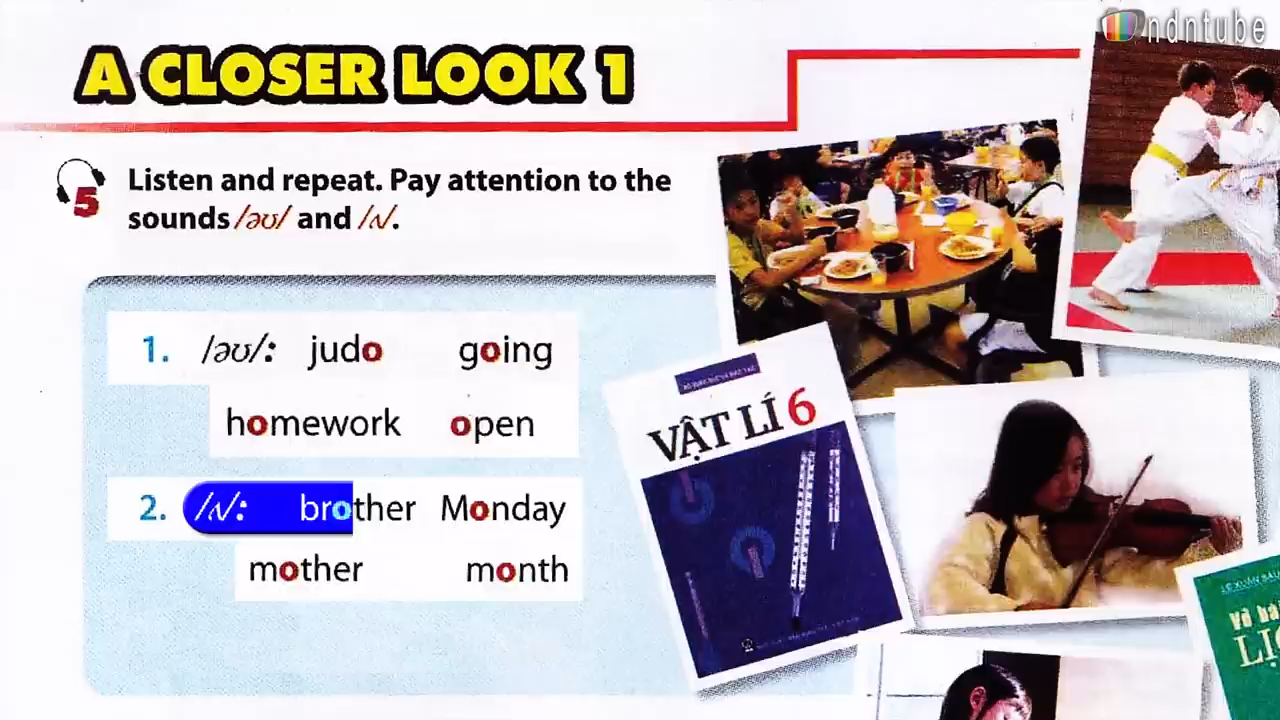 ndntube
A CLOSER LOOK 1
5 Listen and repeat. Pay attention to the
sounds /əʊ/ and /ʌ/.
1. /əʊ/: judo going
homework open
2. /ʌ/: brother Monday
mother month
VẬT LÍ 6